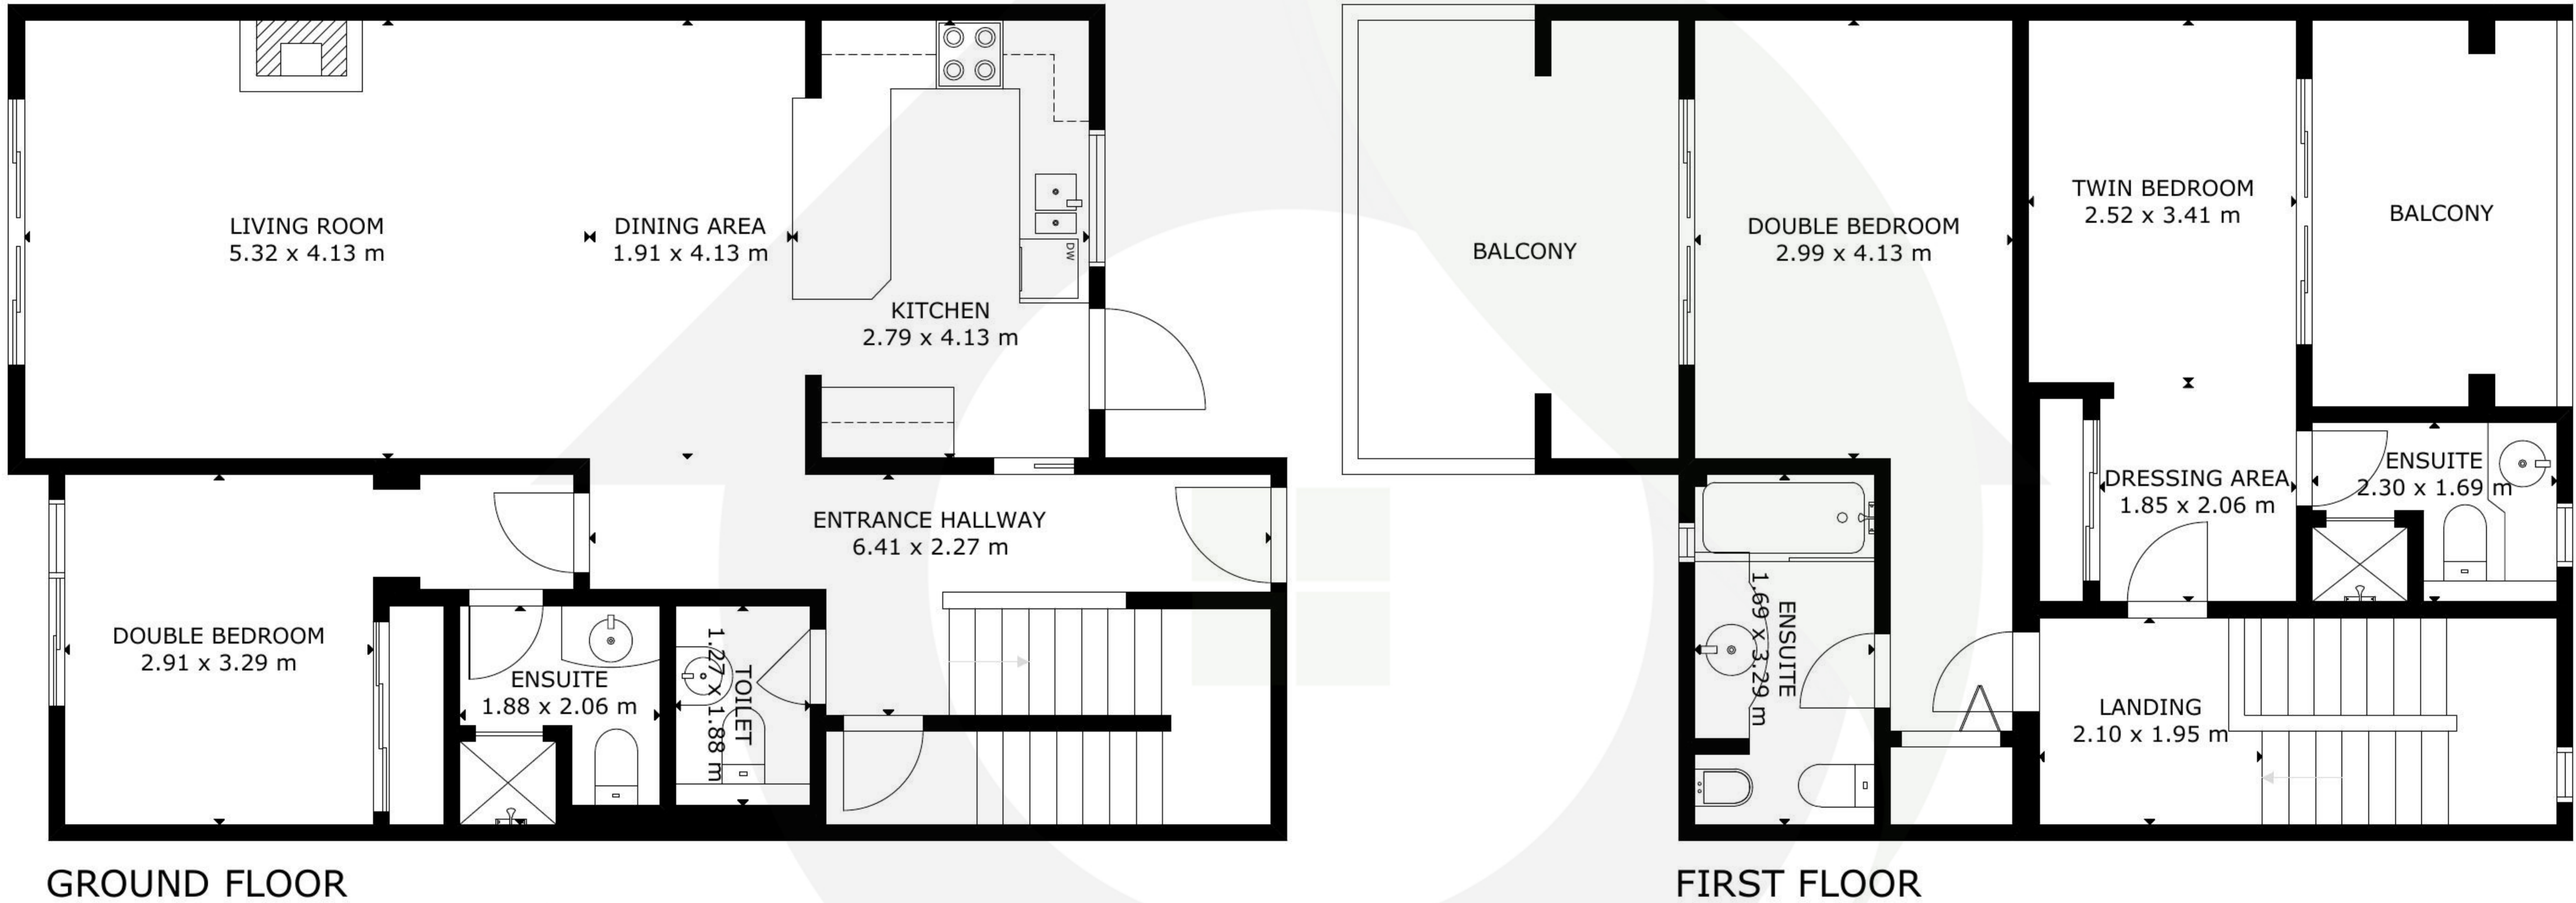 LIVING ROOM
5.32 x 4.13 m
DINING AREA
1.91 x 4.13 m
DW
KITCHEN
2.79 x 4.13 m
ENTRANCE HALLWAY
6.41 x 2.27 m
DOUBLE BEDROOM
2.91 x 3.29 m
ENSUITE
1.88 x 2.06 m
TOILET
1.27 x 1.88 m
GROUND FLOOR
BALCONY
DOUBLE BEDROOM
2.99 x 4.13 m
TWIN BEDROOM
2.52 x 3.41 m
BALCONY
DRESSING AREA
1.85 x 2.06 m
ENSUITE
2.30 x 1.69 m
ENSUITE
1.69 x 3.29 m
LANDING
2.10 x 1.95 m
FIRST FLOOR